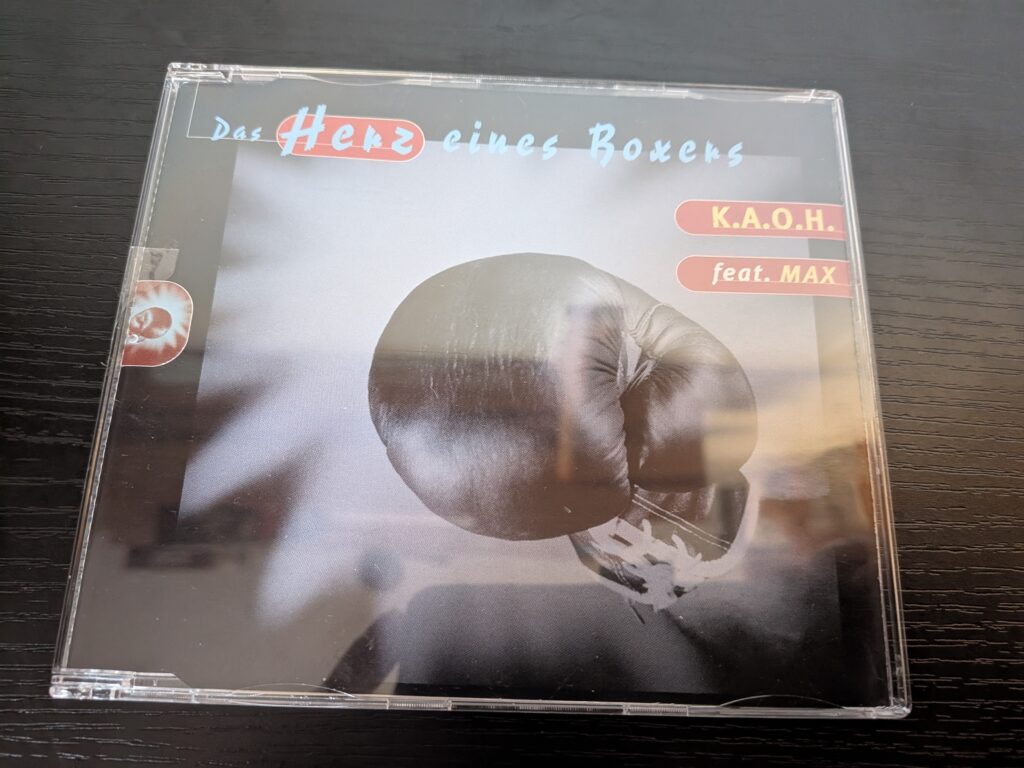 Das Herz eines Boxers
K.A.O.H.
feat. MAX